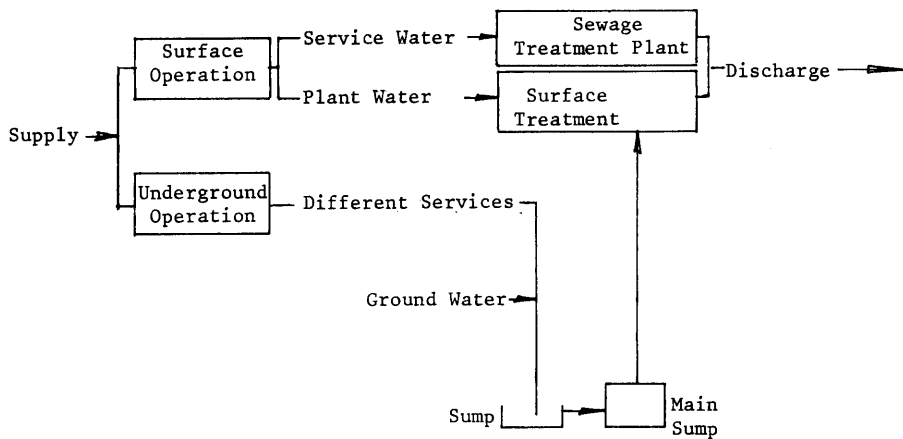 Sewage
Treatment Plant
Service Water
Surface
Operation
Discharge
Plant Water
Surface
Treatment
Supply
Underground
Operation
Different Services
Ground Water
Sump
Main
Sump